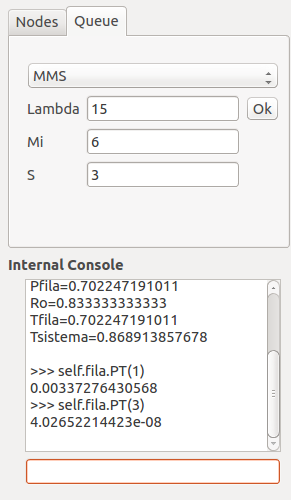 Nodes Queue
MMS
Lambda 15 Ok
Mi 6
S 3
Internal Console
Pfila=0.702247191011
Ro=0.833333333333
Tfila=0.702247191011
Tsistema=0.868913857678
>>> self.fila.PT(1)
0.00337276430568
>>> self.fila.PT(3)
4.02652214423e-08